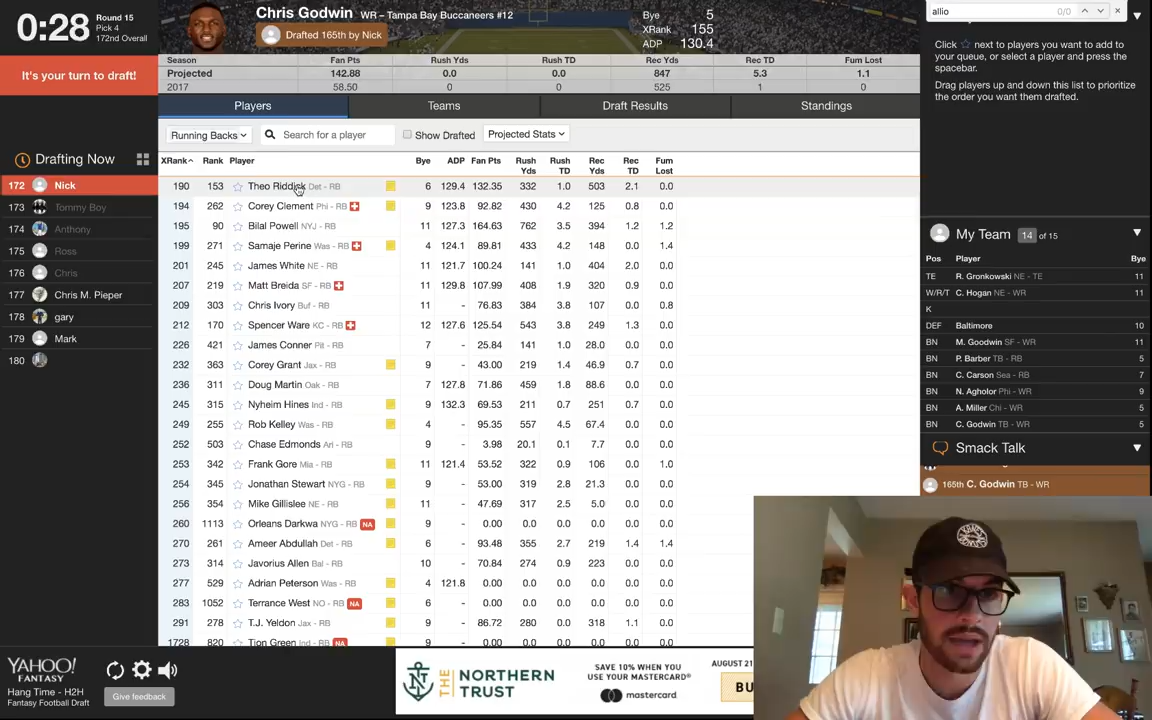 0:28
Round 15
Pick 4
172nd Overall
It's your turn to draft!
Chris Godwin WR – Tampa Bay Buccaneers #12
Drafted 165th by Nick
Bye 5
XRank 155
ADP 130.4
allio 0/0
Click next to players you want to add to
your queue, or select a player and press the
spacebar.
Drag players up and down this list to prioritize
the order you want them drafted.
Season Fan Pts Rush Yds Rush TD Rec Yds Rec TD Fum Lost
Projected 142.88 0.0 0.0 847 5.3 1.1
2017 58.50 0 0 525 1 0
Players Teams Draft Results Standings
Running Backs Search for a player Show Drafted Projected Stats
Drafting Now
172 Nick
173 Tommy Boy
174 Anthony
175 Ross
176 Chris
177 Chris M. Pieper
178 gary
179 Mark
180
XRank Rank Player Bye ADP Fan Pts Rush Yds Rush TD Rec Yds Rec TD Fum Lost
190 153 Theo Riddick Det - RB 6 129.4 132.35 332 1.0 503 2.1 0.0
194 262 Corey Clement Phi - RB 9 123.8 92.82 430 4.2 125 0.8 0.0
195 90 Bilal Powell NYJ - RB 11 127.3 164.63 762 3.5 394 1.2 1.2
199 271 Samaje Perine Was - RB 4 124.1 89.81 433 4.2 148 0.0 1.4
201 245 James White NE - RB 11 121.7 100.24 141 1.0 404 2.0 0.0
207 219 Matt Breida SF - RB 11 129.8 107.99 408 1.9 320 0.9 0.0
209 303 Chris Ivory Buf - RB 11 - 76.83 384 3.8 107 0.0 0.8
212 170 Spencer Ware KC - RB 12 127.6 125.54 543 3.8 249 1.3 0.0
226 421 James Conner Pit - RB 7 - 25.84 141 1.0 28.0 0.0 0.0
232 363 Corey Grant Jax - RB 9 - 43.00 219 1.4 46.9 0.7 0.0
236 311 Doug Martin Oak - RB 7 127.8 71.86 459 1.8 88.6 0.0 0.0
245 315 Nyheim Hines Ind - RB 9 132.3 69.53 211 0.7 251 0.7 0.0
249 255 Rob Kelley Was - RB 4 - 95.35 557 4.5 67.4 0.0 0.0
252 503 Chase Edmonds Ari - RB 9 - 3.98 20.1 0.1 7.7 0.0 0.0
253 342 Frank Gore Mia - RB 11 121.4 53.52 322 0.9 106 0.0 1.0
254 345 Jonathan Stewart NYG - RB 9 - 53.00 319 2.8 21.3 0.0 0.0
256 354 Mike Gillislee NE - RB 11 - 47.69 317 2.5 5.0 0.0 0.0
260 1113 Orleans Darkwa NYG - RB NA 9 - 0.00 0.0 0.0 0.0 0.0 0.0
270 261 Ameer Abdullah Det - RB 6 - 93.48 355 2.7 219 1.4 1.4
273 314 Javorius Allen Bal - RB 10 - 70.84 274 0.9 223 0.0 0.0
277 529 Adrian Peterson Was - RB 4 121.8 0.00 0.0 0.0 0.0 0.0 0.0
283 1052 Terrance West NO - RB NA 6 - 0.00 0.0 0.0 0.0 0.0 0.0
291 278 T.J. Yeldon Jax - RB 9 - 86.72 280 0.0 318 1.1 0.0
1728 820 Tion Green Ind - RB NA 9 - 0.00 0.0 0.0 0.0 0.0 0.0
My Team 14 of 15
Pos Player Bye
TE R. Gronkowski NE - TE 11
W/R/T C. Hogan NE - WR 11
K
DEF Baltimore 10
BN M. Goodwin SF - WR 11
BN P. Barber TB - RB 5
BN C. Carson Sea - RB 7
BN N. Agholor Phi - WR 9
BN A. Miller Chi - WR 5
BN C. Godwin TB - WR 5
Smack Talk
165th C. Godwin TB - WR
YAHOO!
FANTASY
Hang Time - H2H
Fantasy Football Draft
Give feedback
THE NORTHERN
TRUST
SAVE 10% WHEN YOU
USE YOUR MASTERCARD®
mastercard.
AUGUST 21
BU